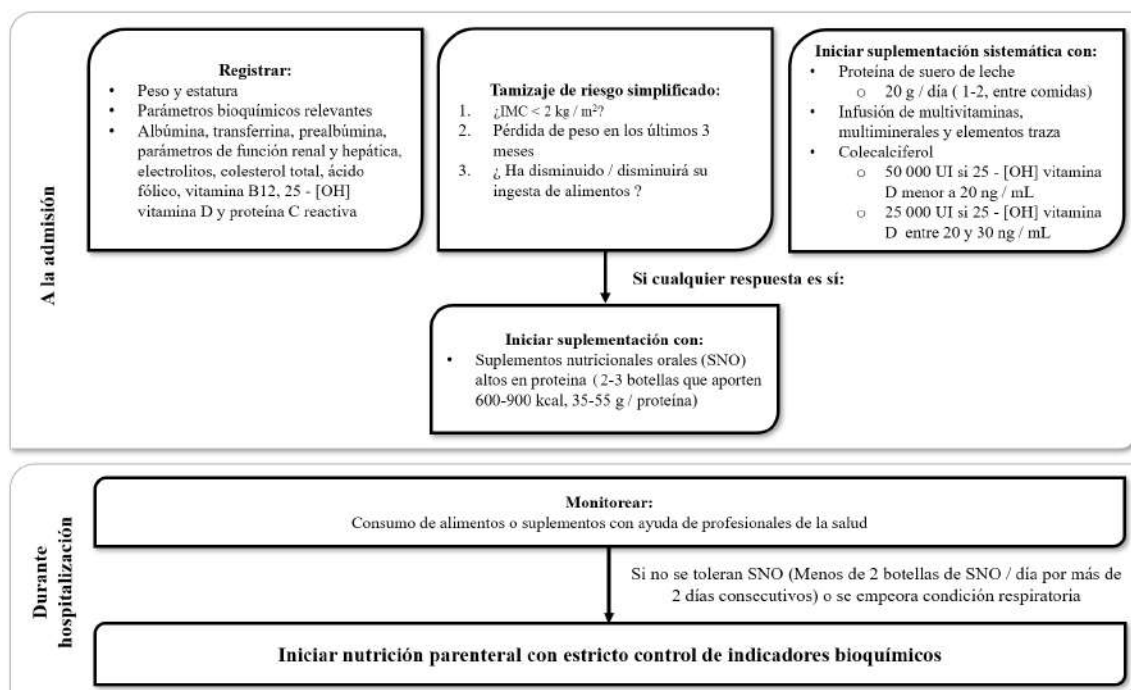 A la admisión
Registrar:
• Peso y estatura
• Parámetros bioquímicos relevantes
• Albúmina, transferrina, prealbúmina,
parámetros de función renal y hepática,
electrolitos, colesterol total, ácido
fólico, vitamina B12, 25 - [OH]
vitamina D y proteína C reactiva
Tamizaje de riesgo simplificado:
1. ¿IMC < 2 kg / m²?
2. Pérdida de peso en los últimos 3
meses
3. ¿ Ha disminuido / disminuirá su
ingesta de alimentos ?
Iniciar suplementación sistemática con:
• Proteína de suero de leche
o 20 g / día ( 1-2, entre comidas)
• Infusión de multivitaminas,
multiminerales y elementos traza
• Colecalciferol
o 50 000 UI si 25 - [OH] vitamina
D menor a 20 ng / mL
o 25 000 UI si 25 - [OH] vitamina
D entre 20 y 30 ng / mL
Si cualquier respuesta es sí:
Iniciar suplementación con:
• Suplementos nutricionales orales (SNO)
altos en proteina ( 2-3 botellas que aporten
600-900 kcal, 35-55 g / proteína)
Durante
hospitalización
Monitorear:
Consumo de alimentos o suplementos con ayuda de profesionales de la salud
Si no se toleran SNO (Menos de 2 botellas de SNO / día por más de
2 días consecutivos) o se empeora condición respiratoria
Iniciar nutrición parenteral con estricto control de indicadores bioquímicos